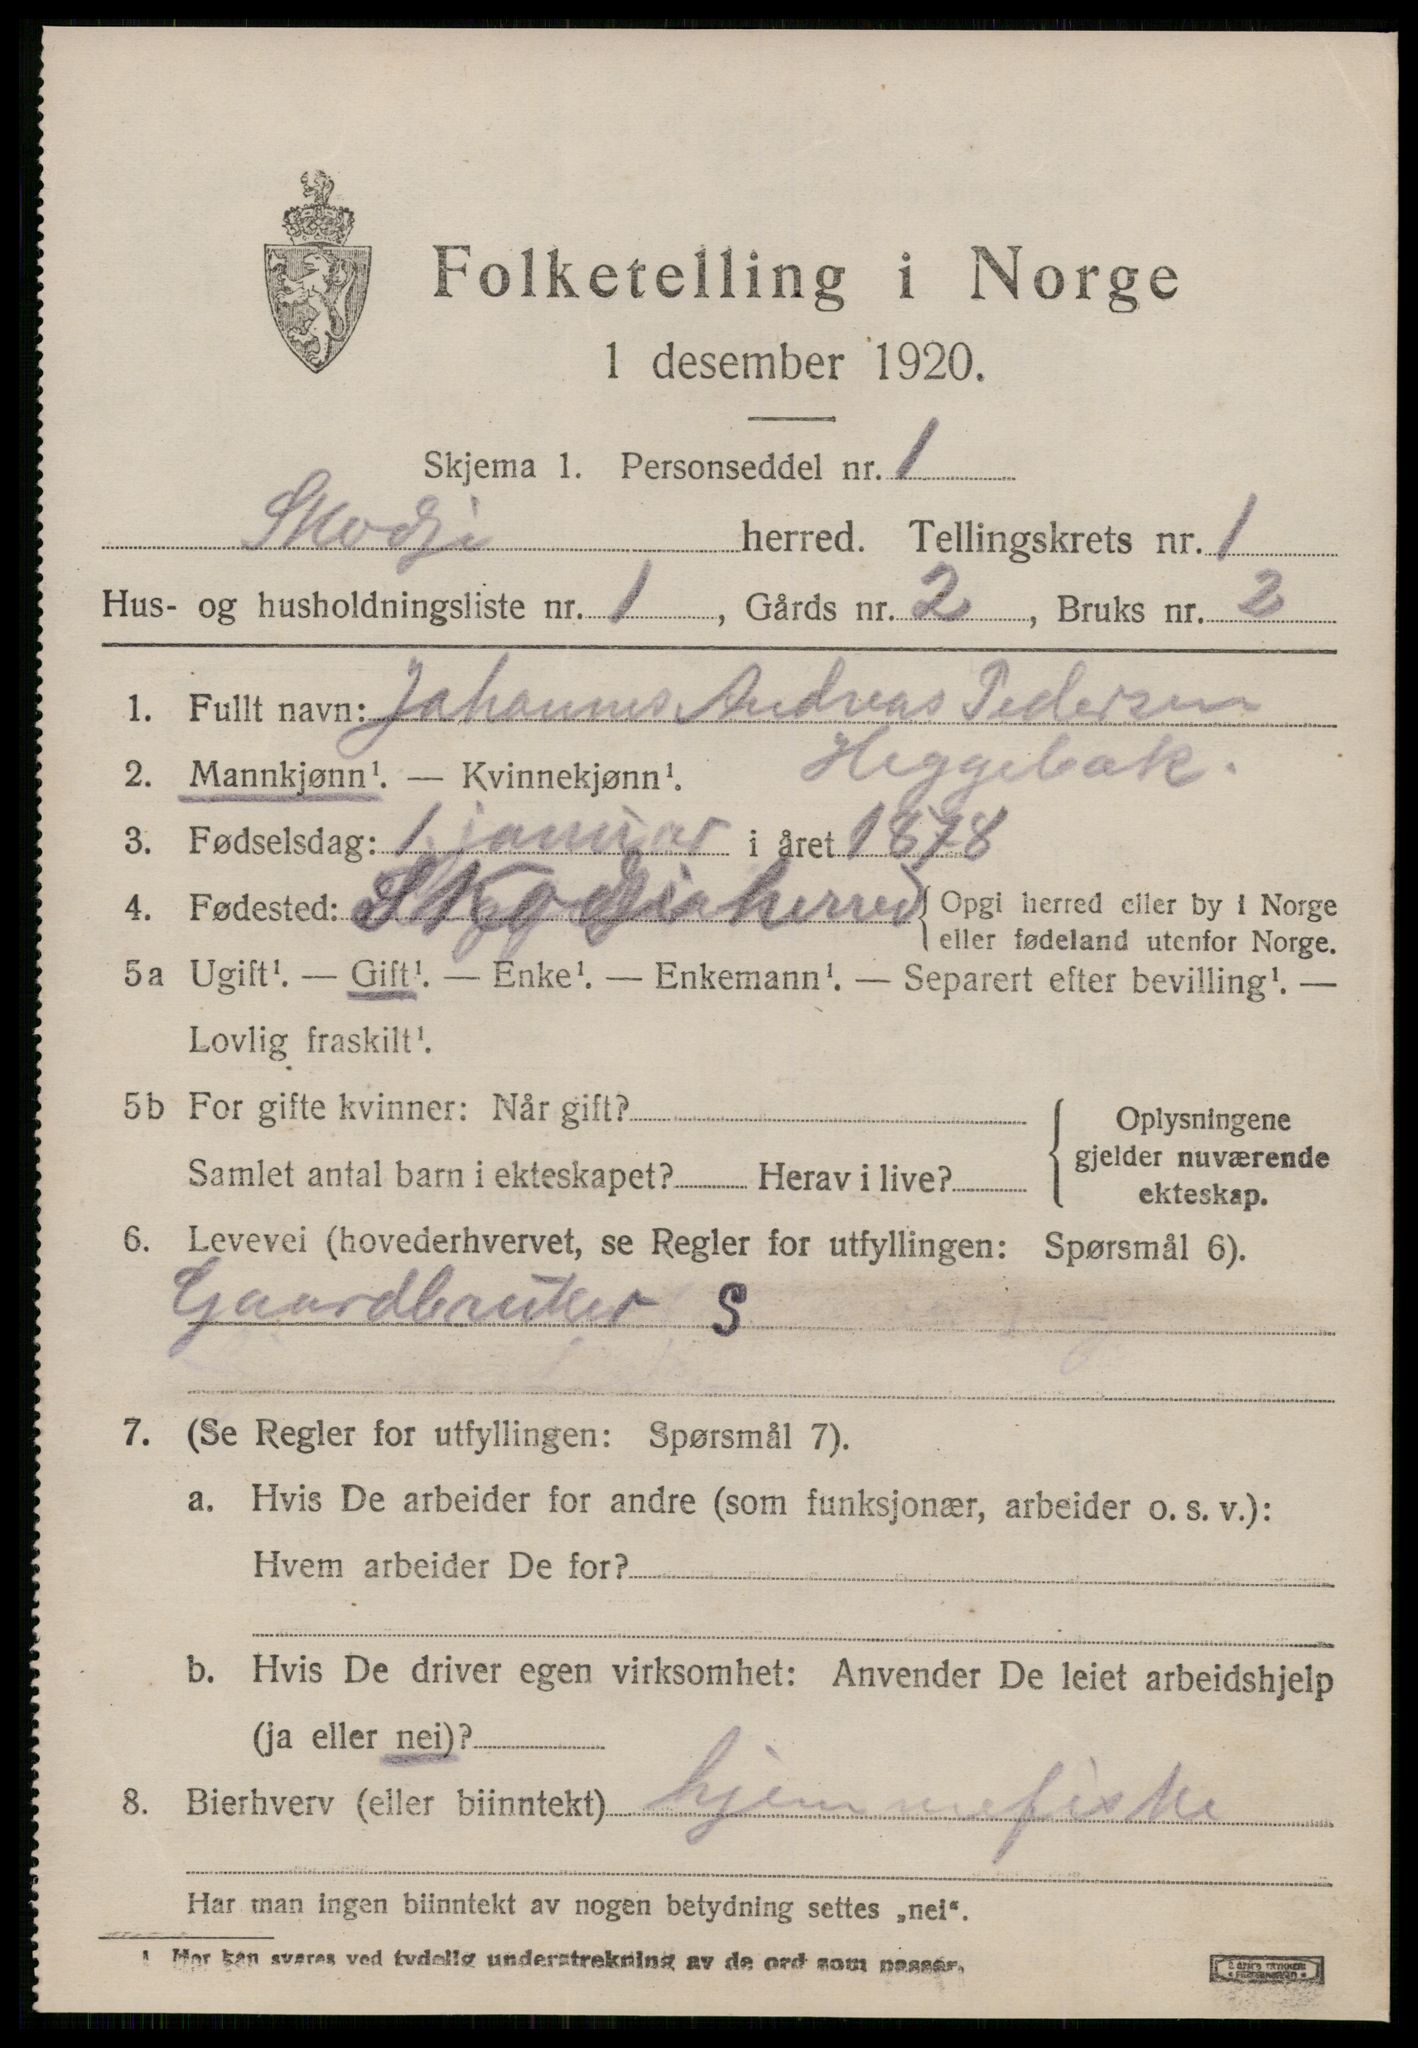 Folketelling i Norge
1 desember 1920.
Skjema 1. Personseddel nr. 1
Skodje herred. Tellingskrets nr. 1
Hus- og husholdningsliste nr. 1, Gårds nr. 2, Bruks nr. 2
1. Fullt navn: Johannes Andreas Pedersen
Heggebak.
2. Mannkjønn¹. — Kvinnekjønn¹.
3. Fødselsdag: 1. januar i året 1878
4. Fødested: Skodje herred { Opgi herred eller by i Norge
eller fødeland utenfor Norge.
5a Ugift¹. — Gift¹. — Enke¹. — Enkemann¹. — Separert efter bevilling¹. —
Lovlig fraskilt¹.
5b For gifte kvinner: Når gift?
Samlet antal barn i ekteskapet? Herav i live?
{ Oplysningene
gjelder nuværende
ekteskap.
6. Levevei (hovederhvervet, se Regler for utfyllingen: Spørsmål 6).
Gaardbruker S
7. (Se Regler for utfyllingen: Spørsmål 7).
a. Hvis De arbeider for andre (som funksjonær, arbeider o. s. v.):
Hvem arbeider De for?
b. Hvis De driver egen virksomhet: Anvender De leiet arbeidshjelp
(ja eller nei)?
8. Bierhverv (eller biinntekt) hjemmefiske
Har man ingen biinntekt av nogen betydning settes „nei“.
¹ Her kan svares ved tydelig understrekning av de ord som passer.